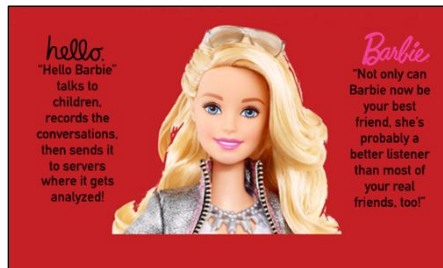 hello.
"Hello Barbie"
talks to
children,
records the
conversations,
then sends it
to servers
where it gets
analyzed!
Barbie
"Not only can
Barbie now be
your best
friend, she's
probably a
better listener
than most of
your real
friends, too!"